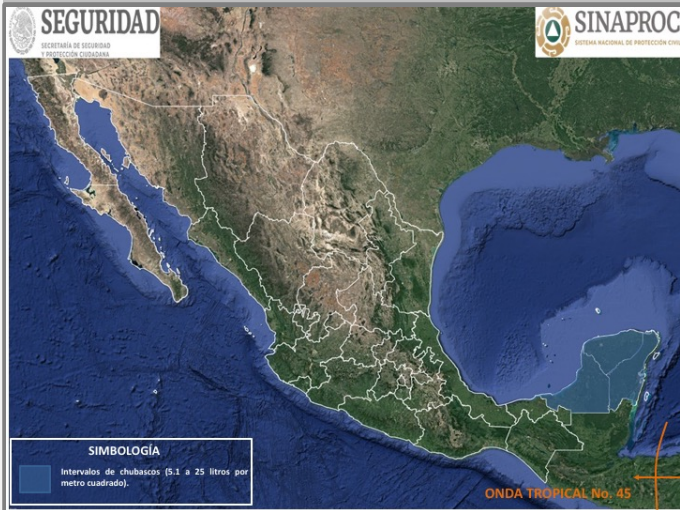 SEGURIDAD
SECRETARÍA DE SEGURIDAD
Y PROTECCIÓN CIUDADANA
SINAPROC
SISTEMA NACIONAL DE PROTECCIÓN CIVIL
SIMBOLOGÍA
Intervalos de chubascos (5.1 a 25 litros por
metro cuadrado).
ONDA TROPICAL No. 45